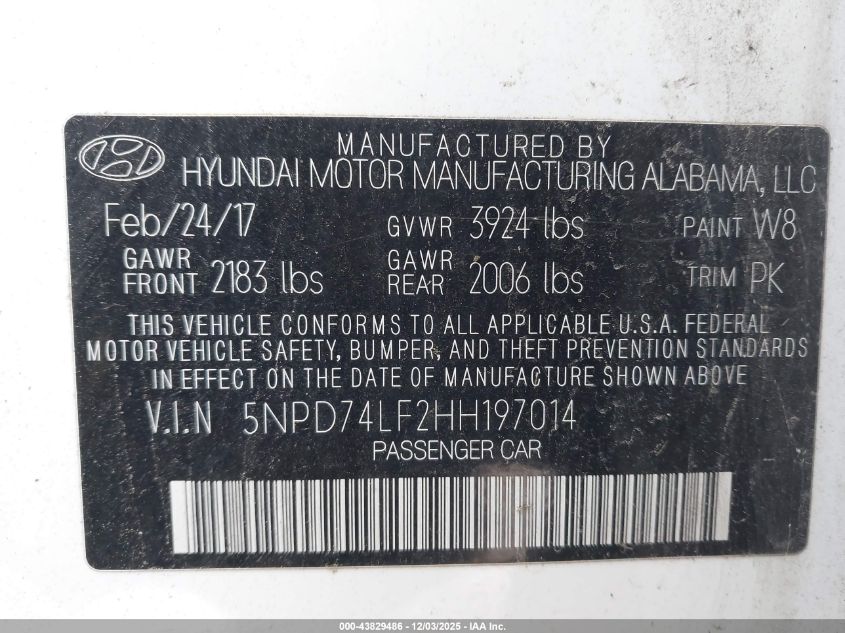 MANUFACTURED BY
HYUNDAI MOTOR MANUFACTURING ALABAMA, LLC
Feb/24/17 GVWR 3924 lbs PAINT W8
GAWR FRONT 2183 lbs GAWR REAR 2006 lbs TRIM PK
THIS VEHICLE CONFORMS TO ALL APPLICABLE U.S.A. FEDERAL
MOTOR VEHICLE SAFETY, BUMPER, AND THEFT PREVENTION STANDARDS
IN EFFECT ON THE DATE OF MANUFACTURE SHOWN ABOVE
V.I.N 5NPD74LF2HH197014
PASSENGER CAR
000-43829486 - 12/03/2025 - IAA Inc.